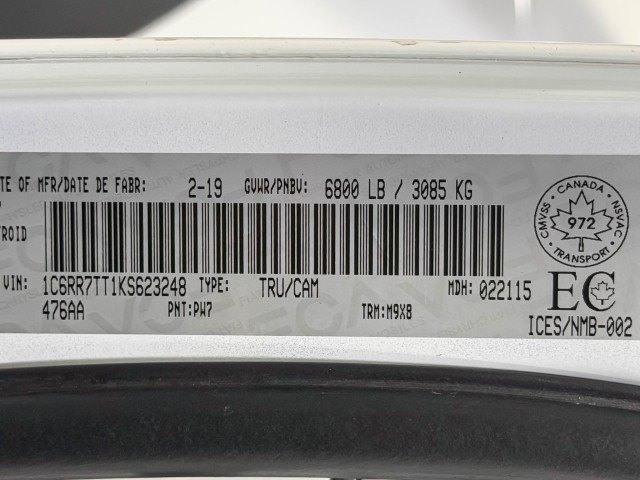 TE OF MFR/DATE DE FABR: 2-19 GVWR/PNBV: 6800 LB / 3085 KG
TROID
VIN: 1C6RR7TT1KS623248 TYPE: TRU/CAM MDH: 022115
476AA PNT:PW7 TRM:M9X8
CANADA
CMVSS 972 NSVAC
TRANSPORT
EC
ICES/NMB-002